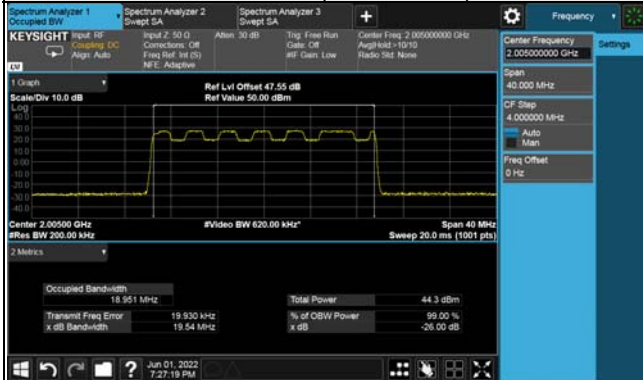 Spectrum Analyzer 1
Occupied BW
Spectrum Analyzer 2
Swept SA
Spectrum Analyzer 3
Swept SA
Frequency
KEYSIGHT
Input: RF
Coupling: DC
Align: Auto
Input Z: 50 Ω
Corrections: Off
Freq Ref: Int (S)
NFE: Adaptive
Atten: 30 dB
Trig: Free Run
Gate: Off
#IF Gain: Low
Center Freq: 2.005000000 GHz
Avg|Hold:>10/10
Radio Std: None
Center Frequency
2.005000000 GHz
Settings
Span
40.000 MHz
CF Step
4.000000 MHz
Auto
Man
Freq Offset
0 Hz
LXI
1 Graph
Scale/Div 10.0 dB
Ref Lvl Offset 47.55 dB
Ref Value 50.00 dBm
Log
40.0
30.0
20.0
10.0
0.00
-10.0
-20.0
-30.0
-40.0
Center 2.00500 GHz
#Res BW 200.00 kHz
#Video BW 620.00 kHz*
Span 40 MHz
Sweep 20.0 ms (1001 pts)
2 Metrics
Occupied Bandwidth
18.951 MHz
Total Power 44.3 dBm
Transmit Freq Error 19.930 kHz
% of OBW Power 99.00 %
x dB Bandwidth 19.54 MHz
x dB -26.00 dB
?
Jun 01, 2022
7:27:19 PM